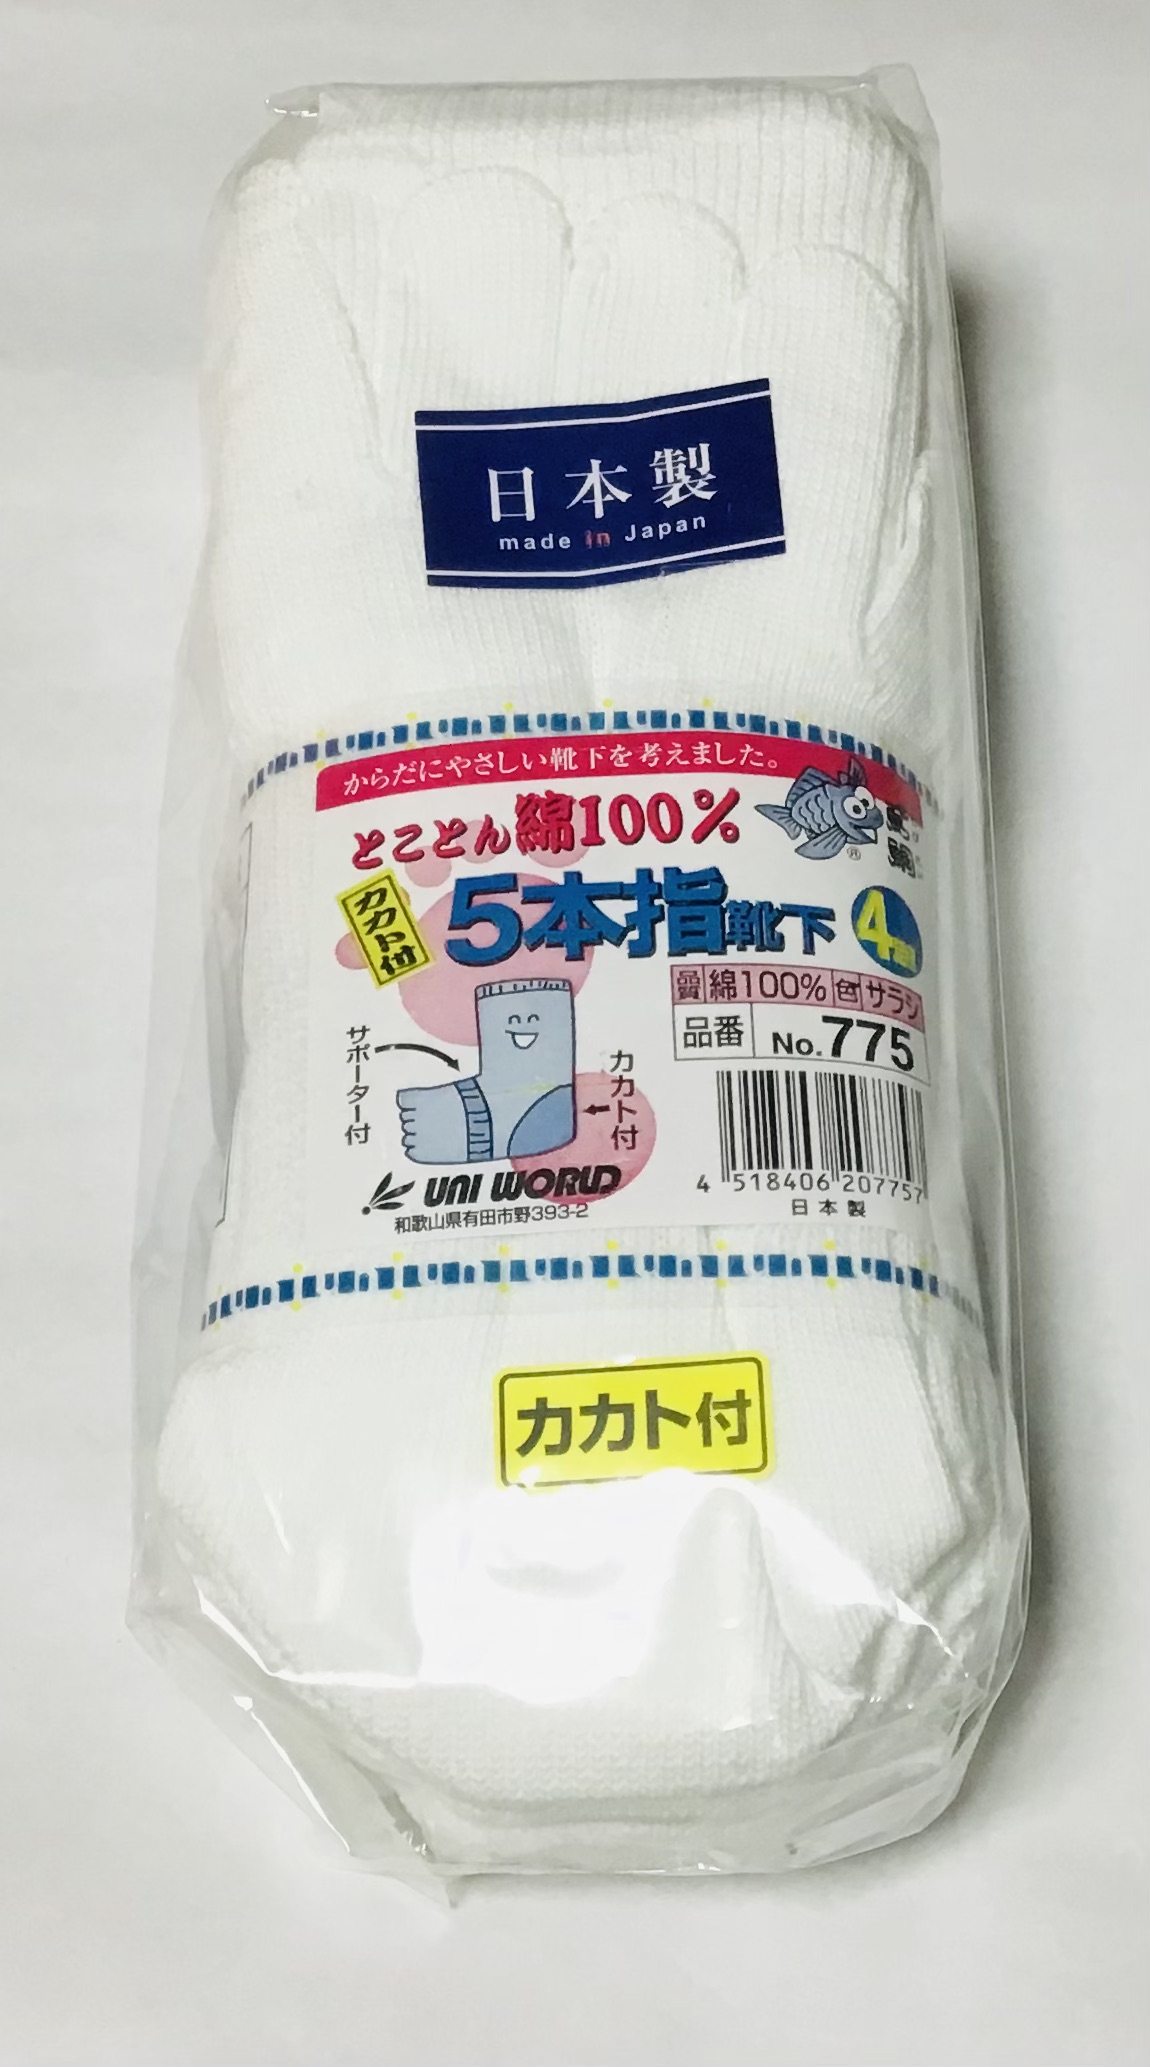 日本製
made in Japan
からだにやさしい靴下を考えました。
とことん綿100%
カカト付
5本指靴下
4
品質 綿100% 色 サラシ
品番 No.775
サポーター付
カカト付
UNI WORLD
和歌山県有田市野393-2
4 518406 207757
日本製
カカト付